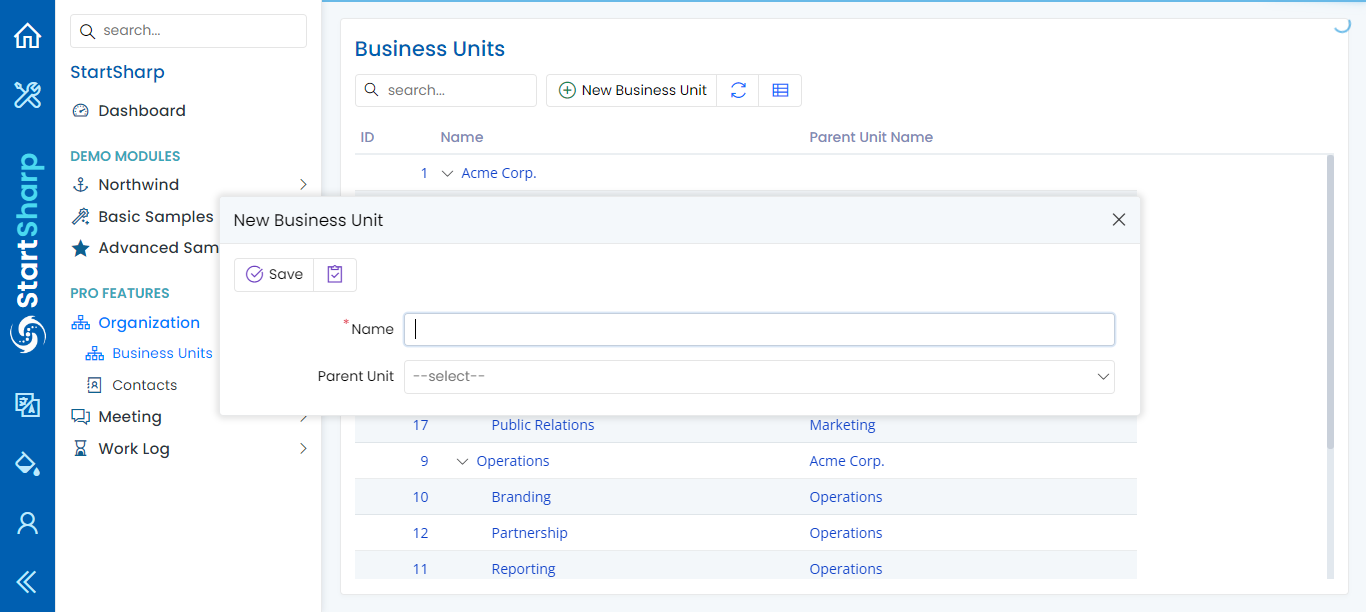 StartSharp
search...
StartSharp
Dashboard
DEMO MODULES
Northwind
Basic Samples
Advanced Sam
PRO FEATURES
Organization
Business Units
Contacts
Meeting
Work Log
Business Units
search...
New Business Unit
ID Name Parent Unit Name
1 Acme Corp.
New Business Unit
Save
* Name
Parent Unit --select--
17 Public Relations Marketing
9 Operations Acme Corp.
10 Branding Operations
12 Partnership Operations
11 Reporting Operations